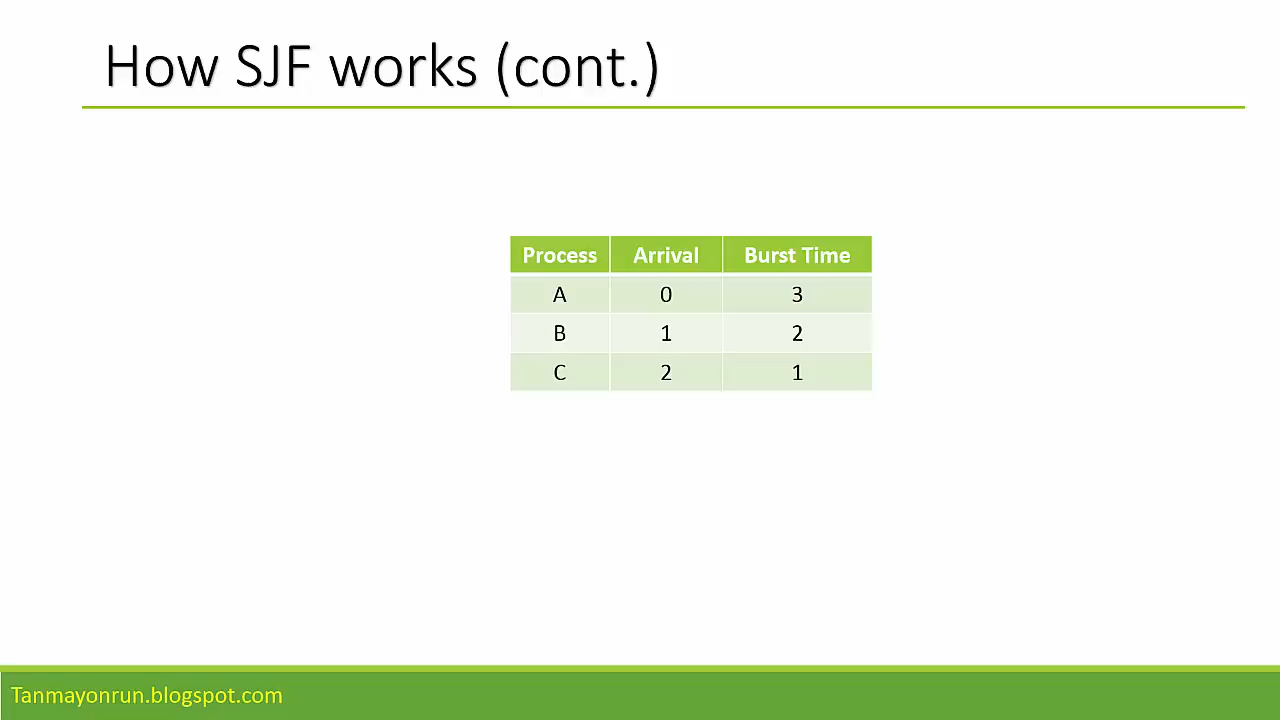 How SJF works (cont.)
Process Arrival Burst Time
A 0 3
B 1 2
C 2 1
Tanmayonrun.blogspot.com